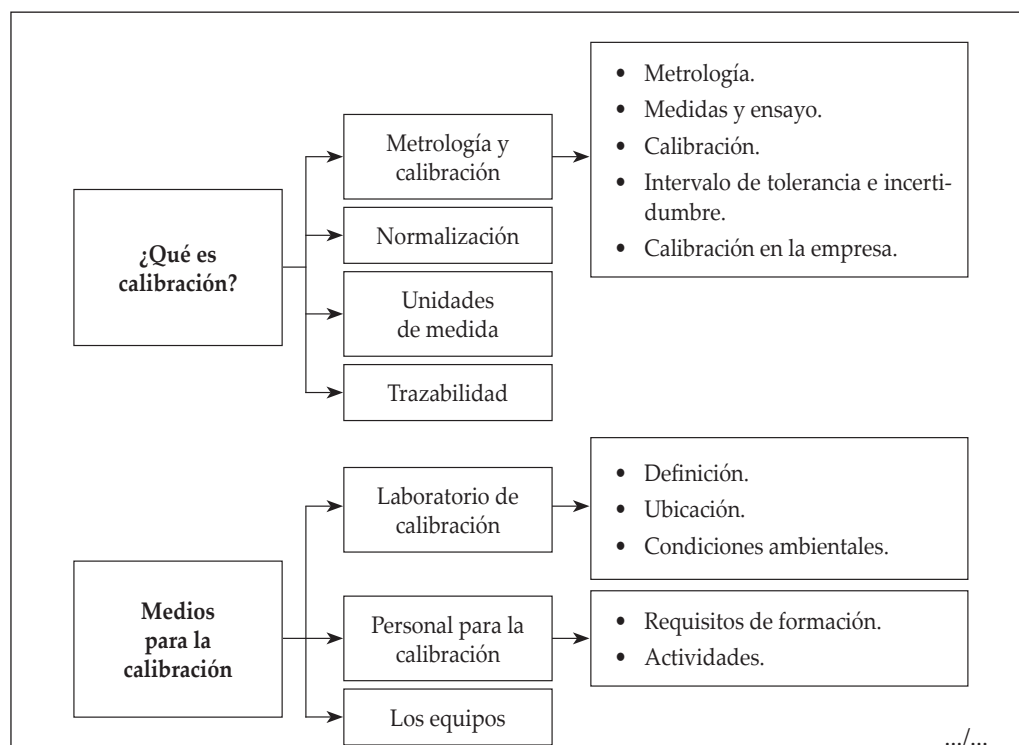 ¿Qué es
calibración?
Metrología y
calibración
• Metrología.
• Medidas y ensayo.
• Calibración.
• Intervalo de tolerancia e incerti-
dumbre.
• Calibración en la empresa.
Normalización
Unidades
de medida
Trazabilidad
Medios
para la
calibración
Laboratorio de
calibración
• Definición.
• Ubicación.
• Condiciones ambientales.
Personal para la
calibración
• Requisitos de formación.
• Actividades.
Los equipos
.../...